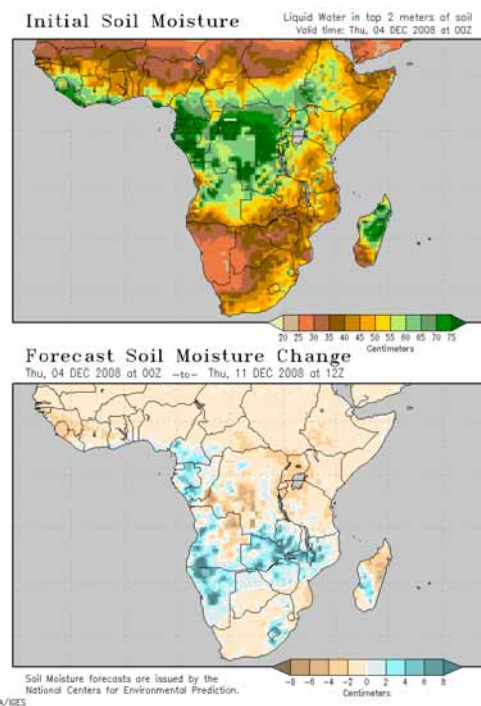 Initial Soil Moisture
Liquid Water in top 2 meters of soil
Valid time: Thu, 04 DEC 2008 at 00Z
20 25 30 35 40 45 50 55 60 65 70 75
Centimeters
Forecast Soil Moisture Change
Thu, 04 DEC 2008 at 00Z -to- Thu, 11 DEC 2008 at 12Z
-8 -6 -4 -2 0 2 4 6 8
Centimeters
Soil Moisture forecasts are issued by the
National Centers for Environmental Prediction.
A/IGES